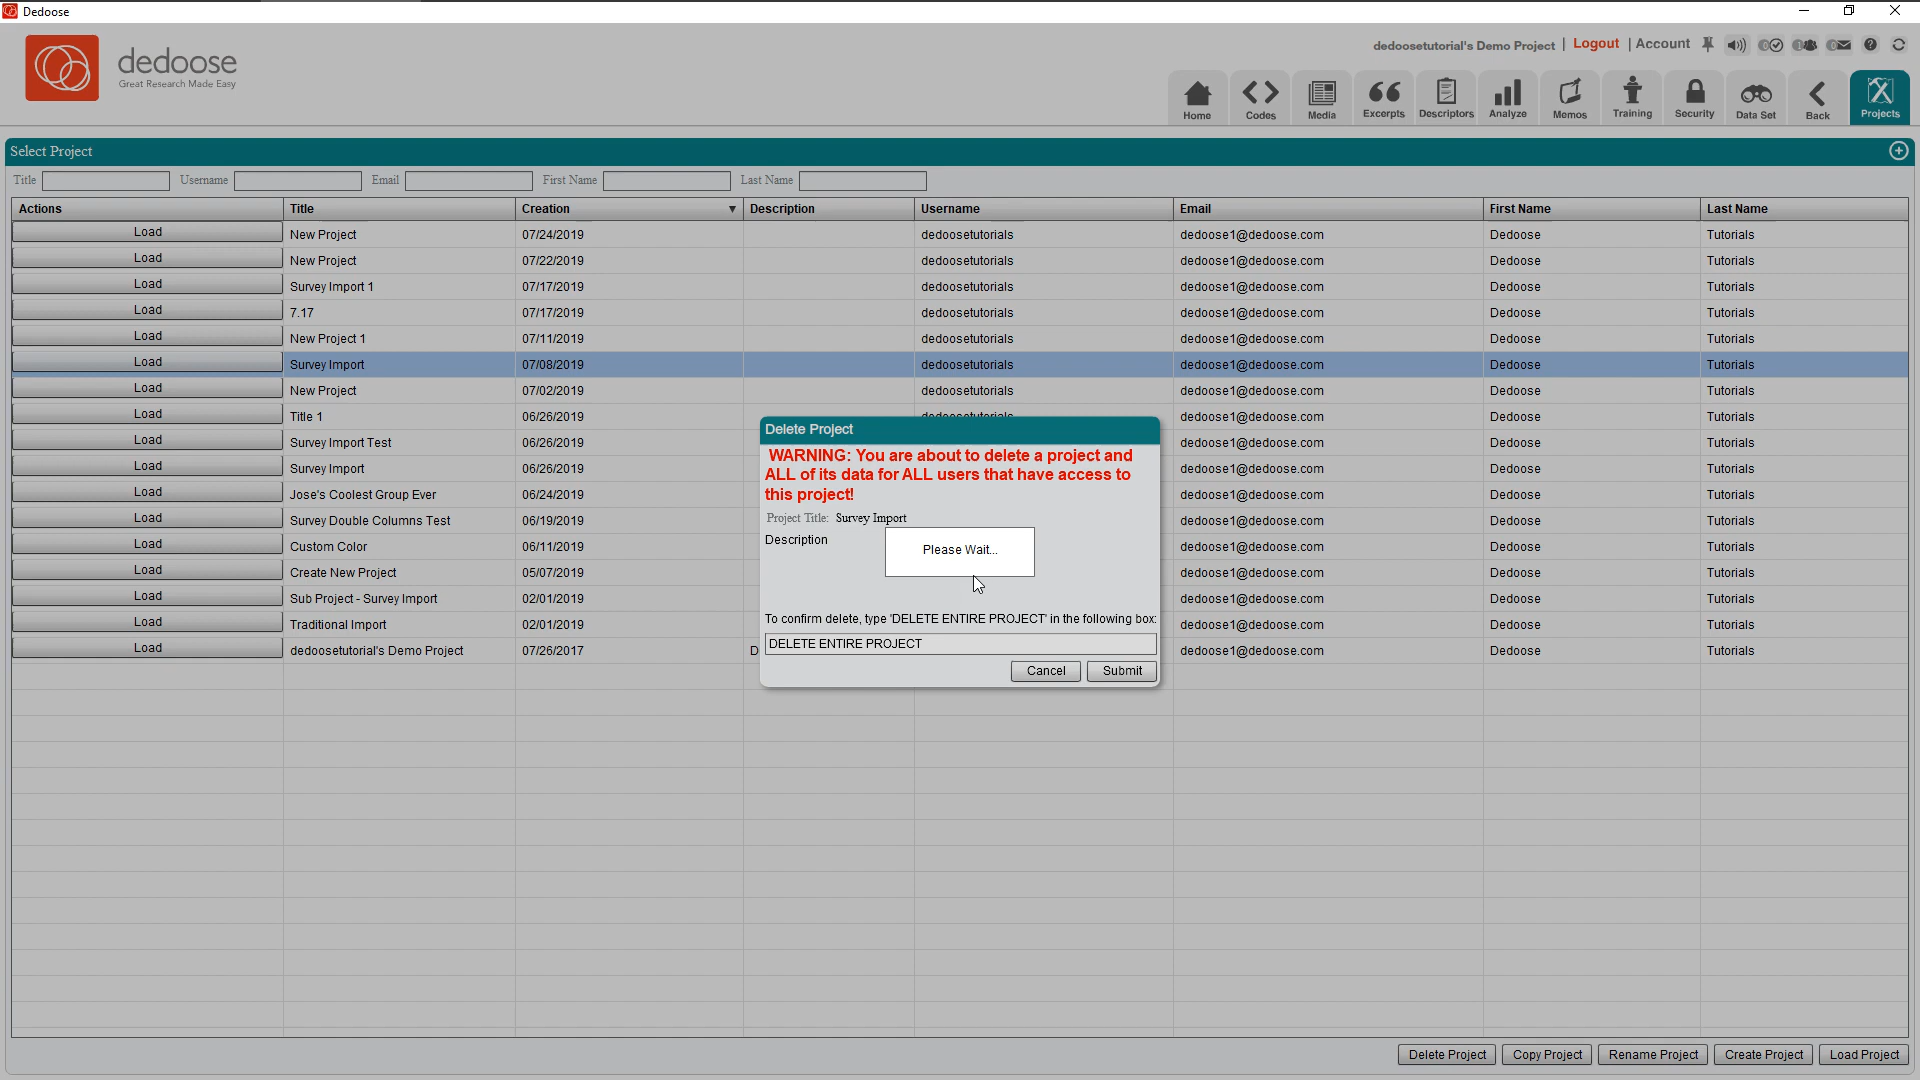 Dedoose
dedoosetutorial's Demo Project | Logout | Account
dedoose
Great Research Made Easy
Home Codes Media Excerpts Descriptors Analyze Memos Training Security Data Set Back Projects
Select Project
Title Username Email First Name Last Name
Actions Title Creation Description Username Email First Name Last Name
Load New Project 07/24/2019 dedoosetutorials dedoose1@dedoose.com Dedoose Tutorials
Load New Project 07/22/2019 dedoosetutorials dedoose1@dedoose.com Dedoose Tutorials
Load Survey Import 1 07/17/2019 dedoosetutorials dedoose1@dedoose.com Dedoose Tutorials
Load 7.17 07/17/2019 dedoosetutorials dedoose1@dedoose.com Dedoose Tutorials
Load New Project 1 07/11/2019 dedoosetutorials dedoose1@dedoose.com Dedoose Tutorials
Load Survey Import 07/08/2019 dedoosetutorials dedoose1@dedoose.com Dedoose Tutorials
Load New Project 07/02/2019 dedoosetutorials dedoose1@dedoose.com Dedoose Tutorials
Load Title 1 06/26/2019 dedoosetutorials dedoose1@dedoose.com Dedoose Tutorials
Load Survey Import Test 06/26/2019 dedoose1@dedoose.com Dedoose Tutorials
Load Survey Import 06/26/2019 dedoose1@dedoose.com Dedoose Tutorials
Load Jose's Coolest Group Ever 06/24/2019 dedoose1@dedoose.com Dedoose Tutorials
Load Survey Double Columns Test 06/19/2019 dedoose1@dedoose.com Dedoose Tutorials
Load Custom Color 06/11/2019 dedoose1@dedoose.com Dedoose Tutorials
Load Create New Project 05/07/2019 dedoose1@dedoose.com Dedoose Tutorials
Load Sub Project - Survey Import 02/01/2019 dedoose1@dedoose.com Dedoose Tutorials
Load Traditional Import 02/01/2019 dedoose1@dedoose.com Dedoose Tutorials
Load dedoosetutorial's Demo Project 07/26/2017 D dedoose1@dedoose.com Dedoose Tutorials
Delete Project
WARNING: You are about to delete a project and
ALL of its data for ALL users that have access to
this project!
Project Title: Survey Import
Description
Please Wait...
To confirm delete, type 'DELETE ENTIRE PROJECT' in the following box:
DELETE ENTIRE PROJECT
Cancel Submit
Delete Project Copy Project Rename Project Create Project Load Project